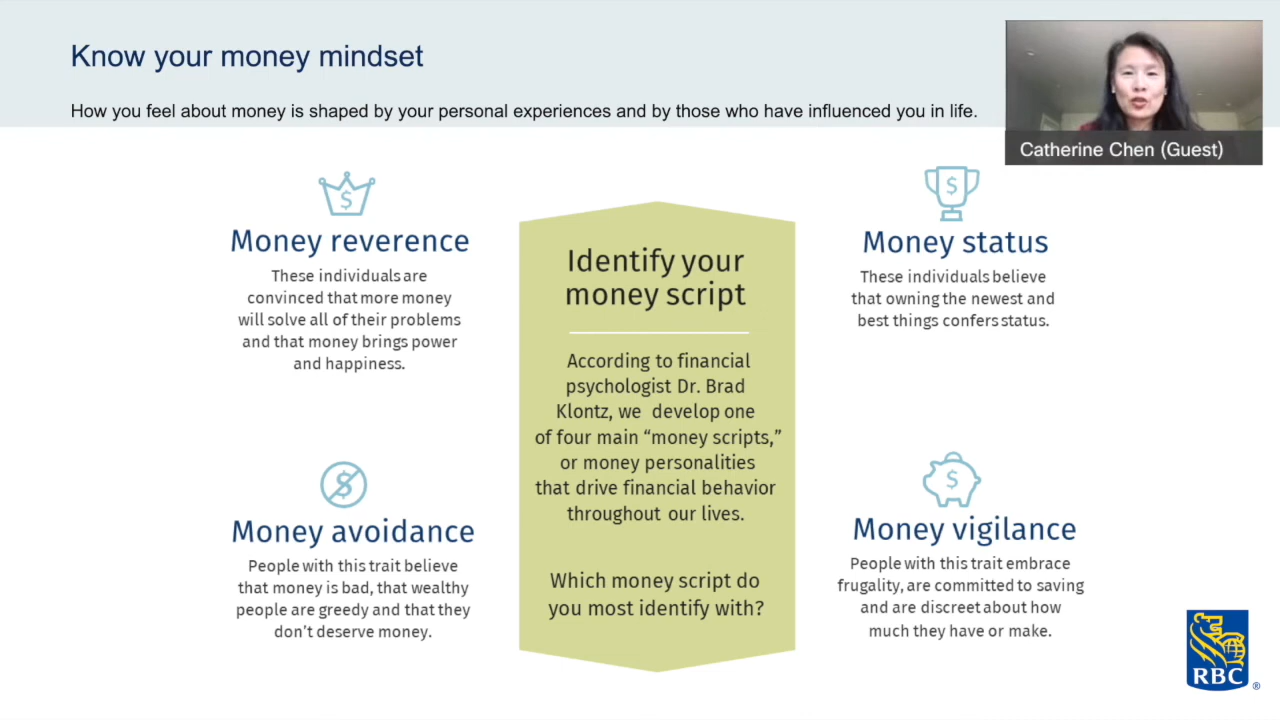 Know your money mindset
How you feel about money is shaped by your personal experiences and by those who have influenced you in life.
Catherine Chen (Guest)
$
Money reverence
These individuals are
convinced that more money
will solve all of their problems
and that money brings power
and happiness.
$
Money avoidance
People with this trait believe
that money is bad, that wealthy
people are greedy and that they
don't deserve money.
Identify your
money script
According to financial
psychologist Dr. Brad
Klontz, we develop one
of four main “money scripts,”
or money personalities
that drive financial behavior
throughout our lives.
Which money script do
you most identify with?
$
Money status
These individuals believe
that owning the newest and
best things confers status.
$
Money vigilance
People with this trait embrace
frugality, are committed to saving
and are discreet about how
much they have or make.
RBC
®